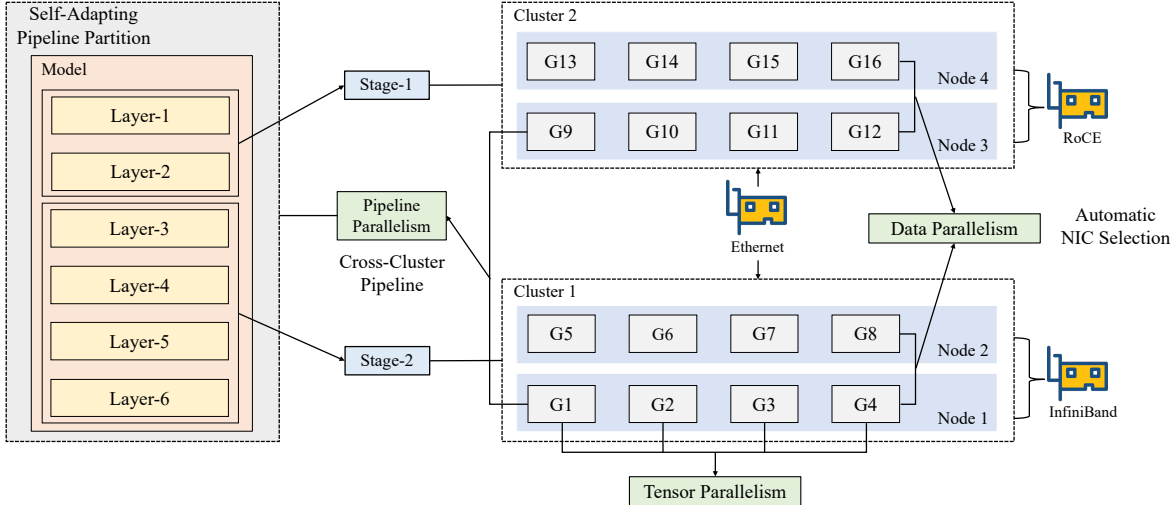 Self-Adapting
Pipeline Partition
Model
Layer-1
Layer-2
Layer-3
Layer-4
Layer-5
Layer-6
Stage-1
Pipeline
Parallelism
Cross-Cluster
Pipeline
Stage-2
Cluster 2
G13 G14 G15 G16
Node 4
G9 G10 G11 G12
Node 3
RoCE
Ethernet
Data Parallelism
Automatic
NIC Selection
Cluster 1
G5 G6 G7 G8
Node 2
G1 G2 G3 G4
Node 1
InfiniBand
Tensor Parallelism